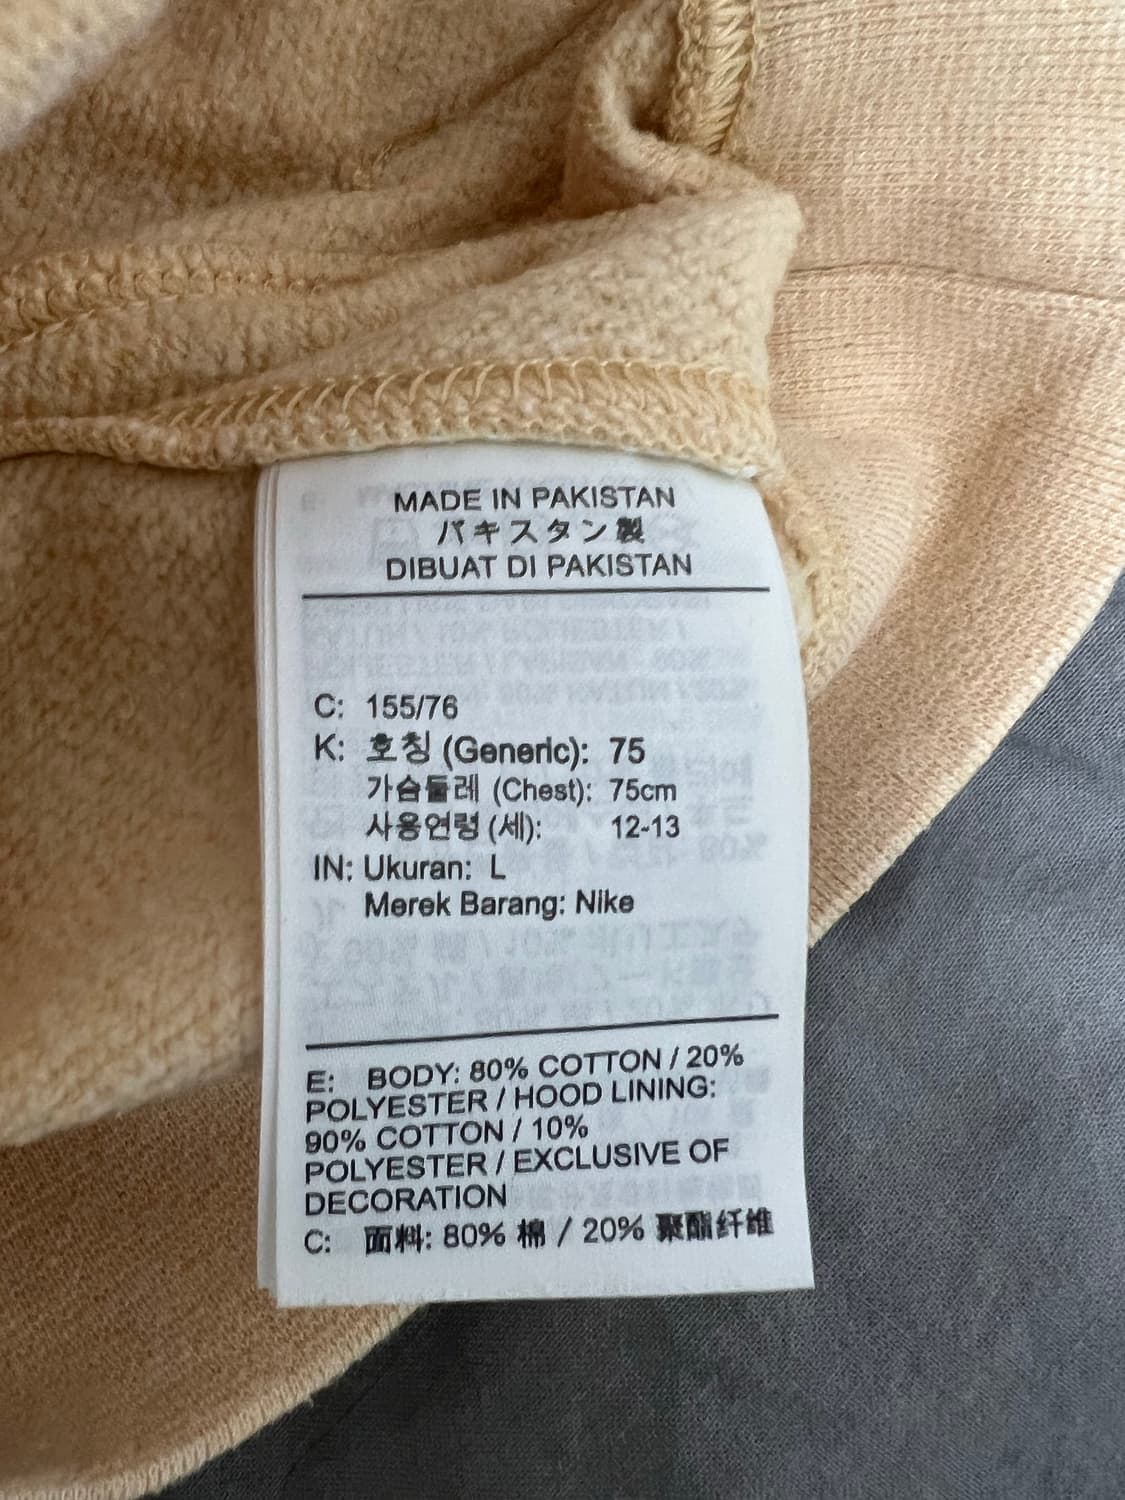 MADE IN PAKISTAN
パキスタン製
DIBUAT DI PAKISTAN
C: 155/76
K: 호칭 (Generic): 75
가슴둘레 (Chest): 75cm
사용연령 (세): 12-13
IN: Ukuran: L
Merek Barang: Nike
E: BODY: 80% COTTON / 20%
POLYESTER / HOOD LINING:
90% COTTON / 10%
POLYESTER / EXCLUSIVE OF
DECORATION
C: 面料: 80% 棉 / 20% 聚酯纤维